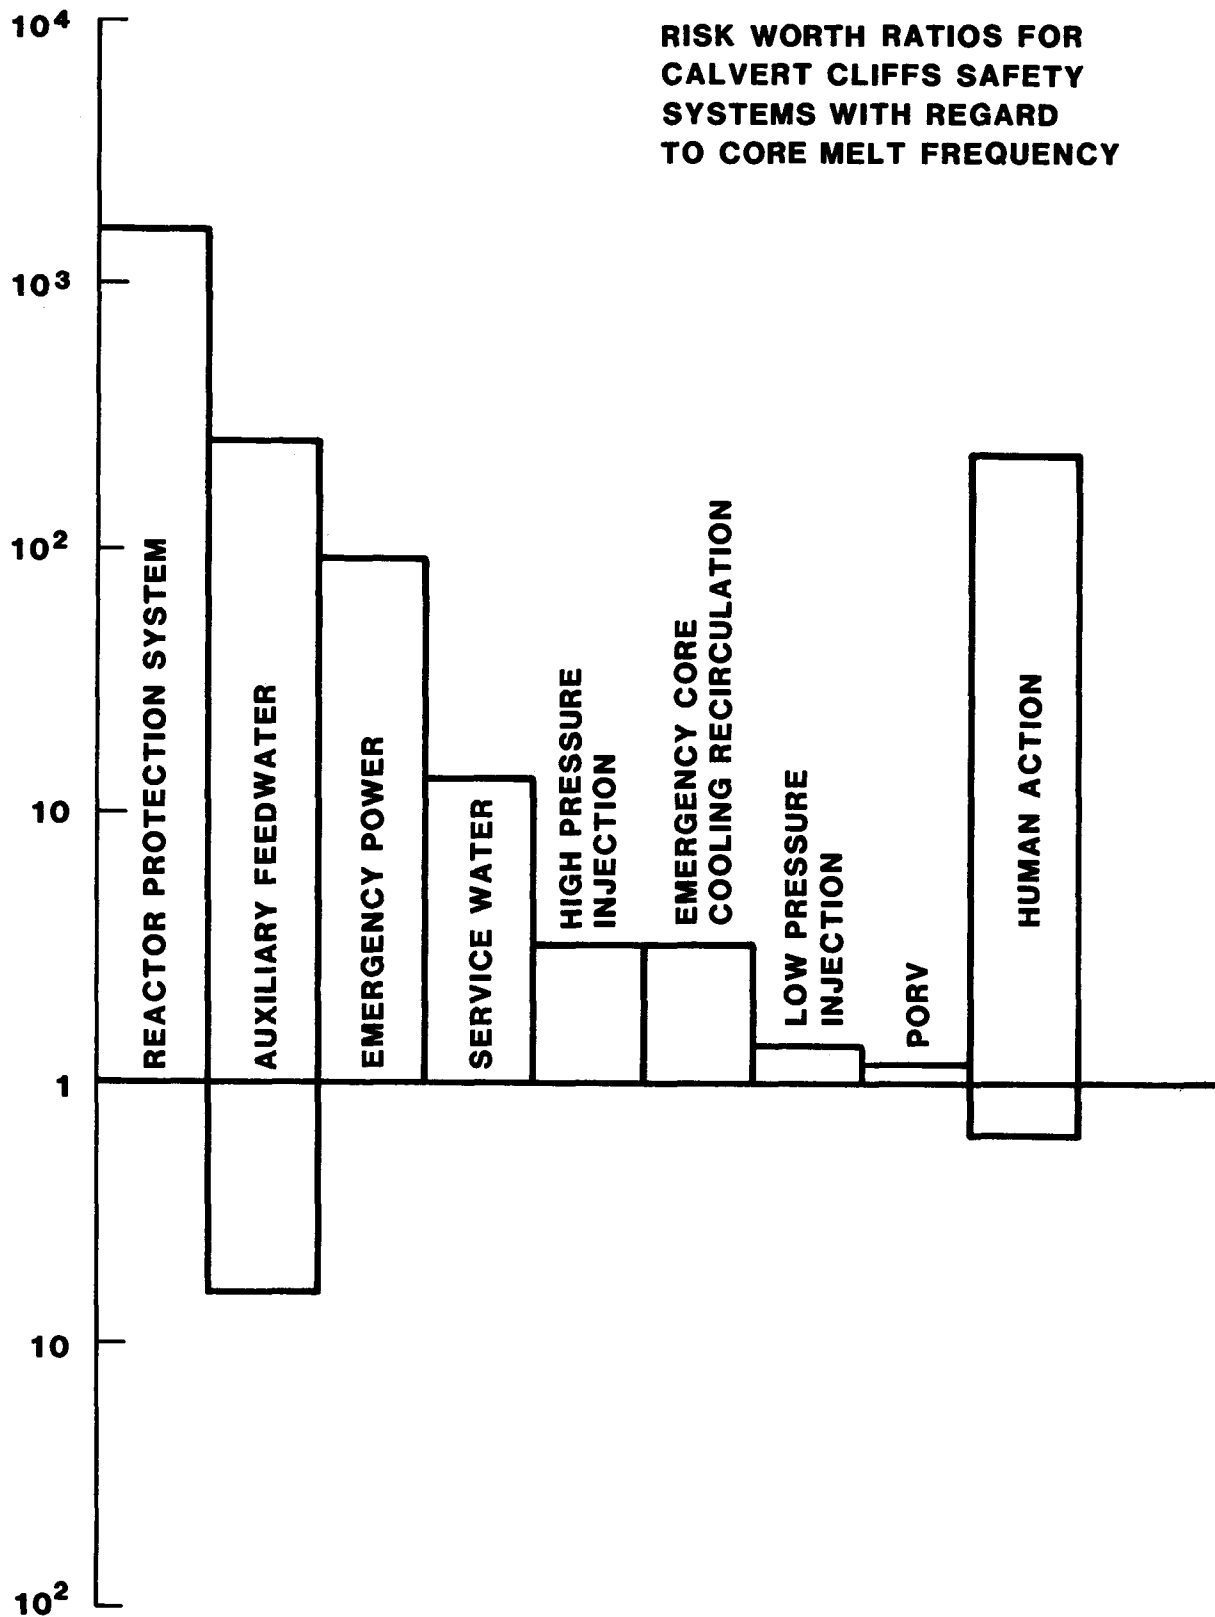 10⁴
RISK WORTH RATIOS FOR
CALVERT CLIFFS SAFETY
SYSTEMS WITH REGARD
TO CORE MELT FREQUENCY
10³
10²
10
1
10
10²
REACTOR PROTECTION SYSTEM
AUXILIARY FEEDWATER
EMERGENCY POWER
SERVICE WATER
HIGH PRESSURE
INJECTION
EMERGENCY CORE
COOLING RECIRCULATION
LOW PRESSURE
INJECTION
PORV
HUMAN ACTION